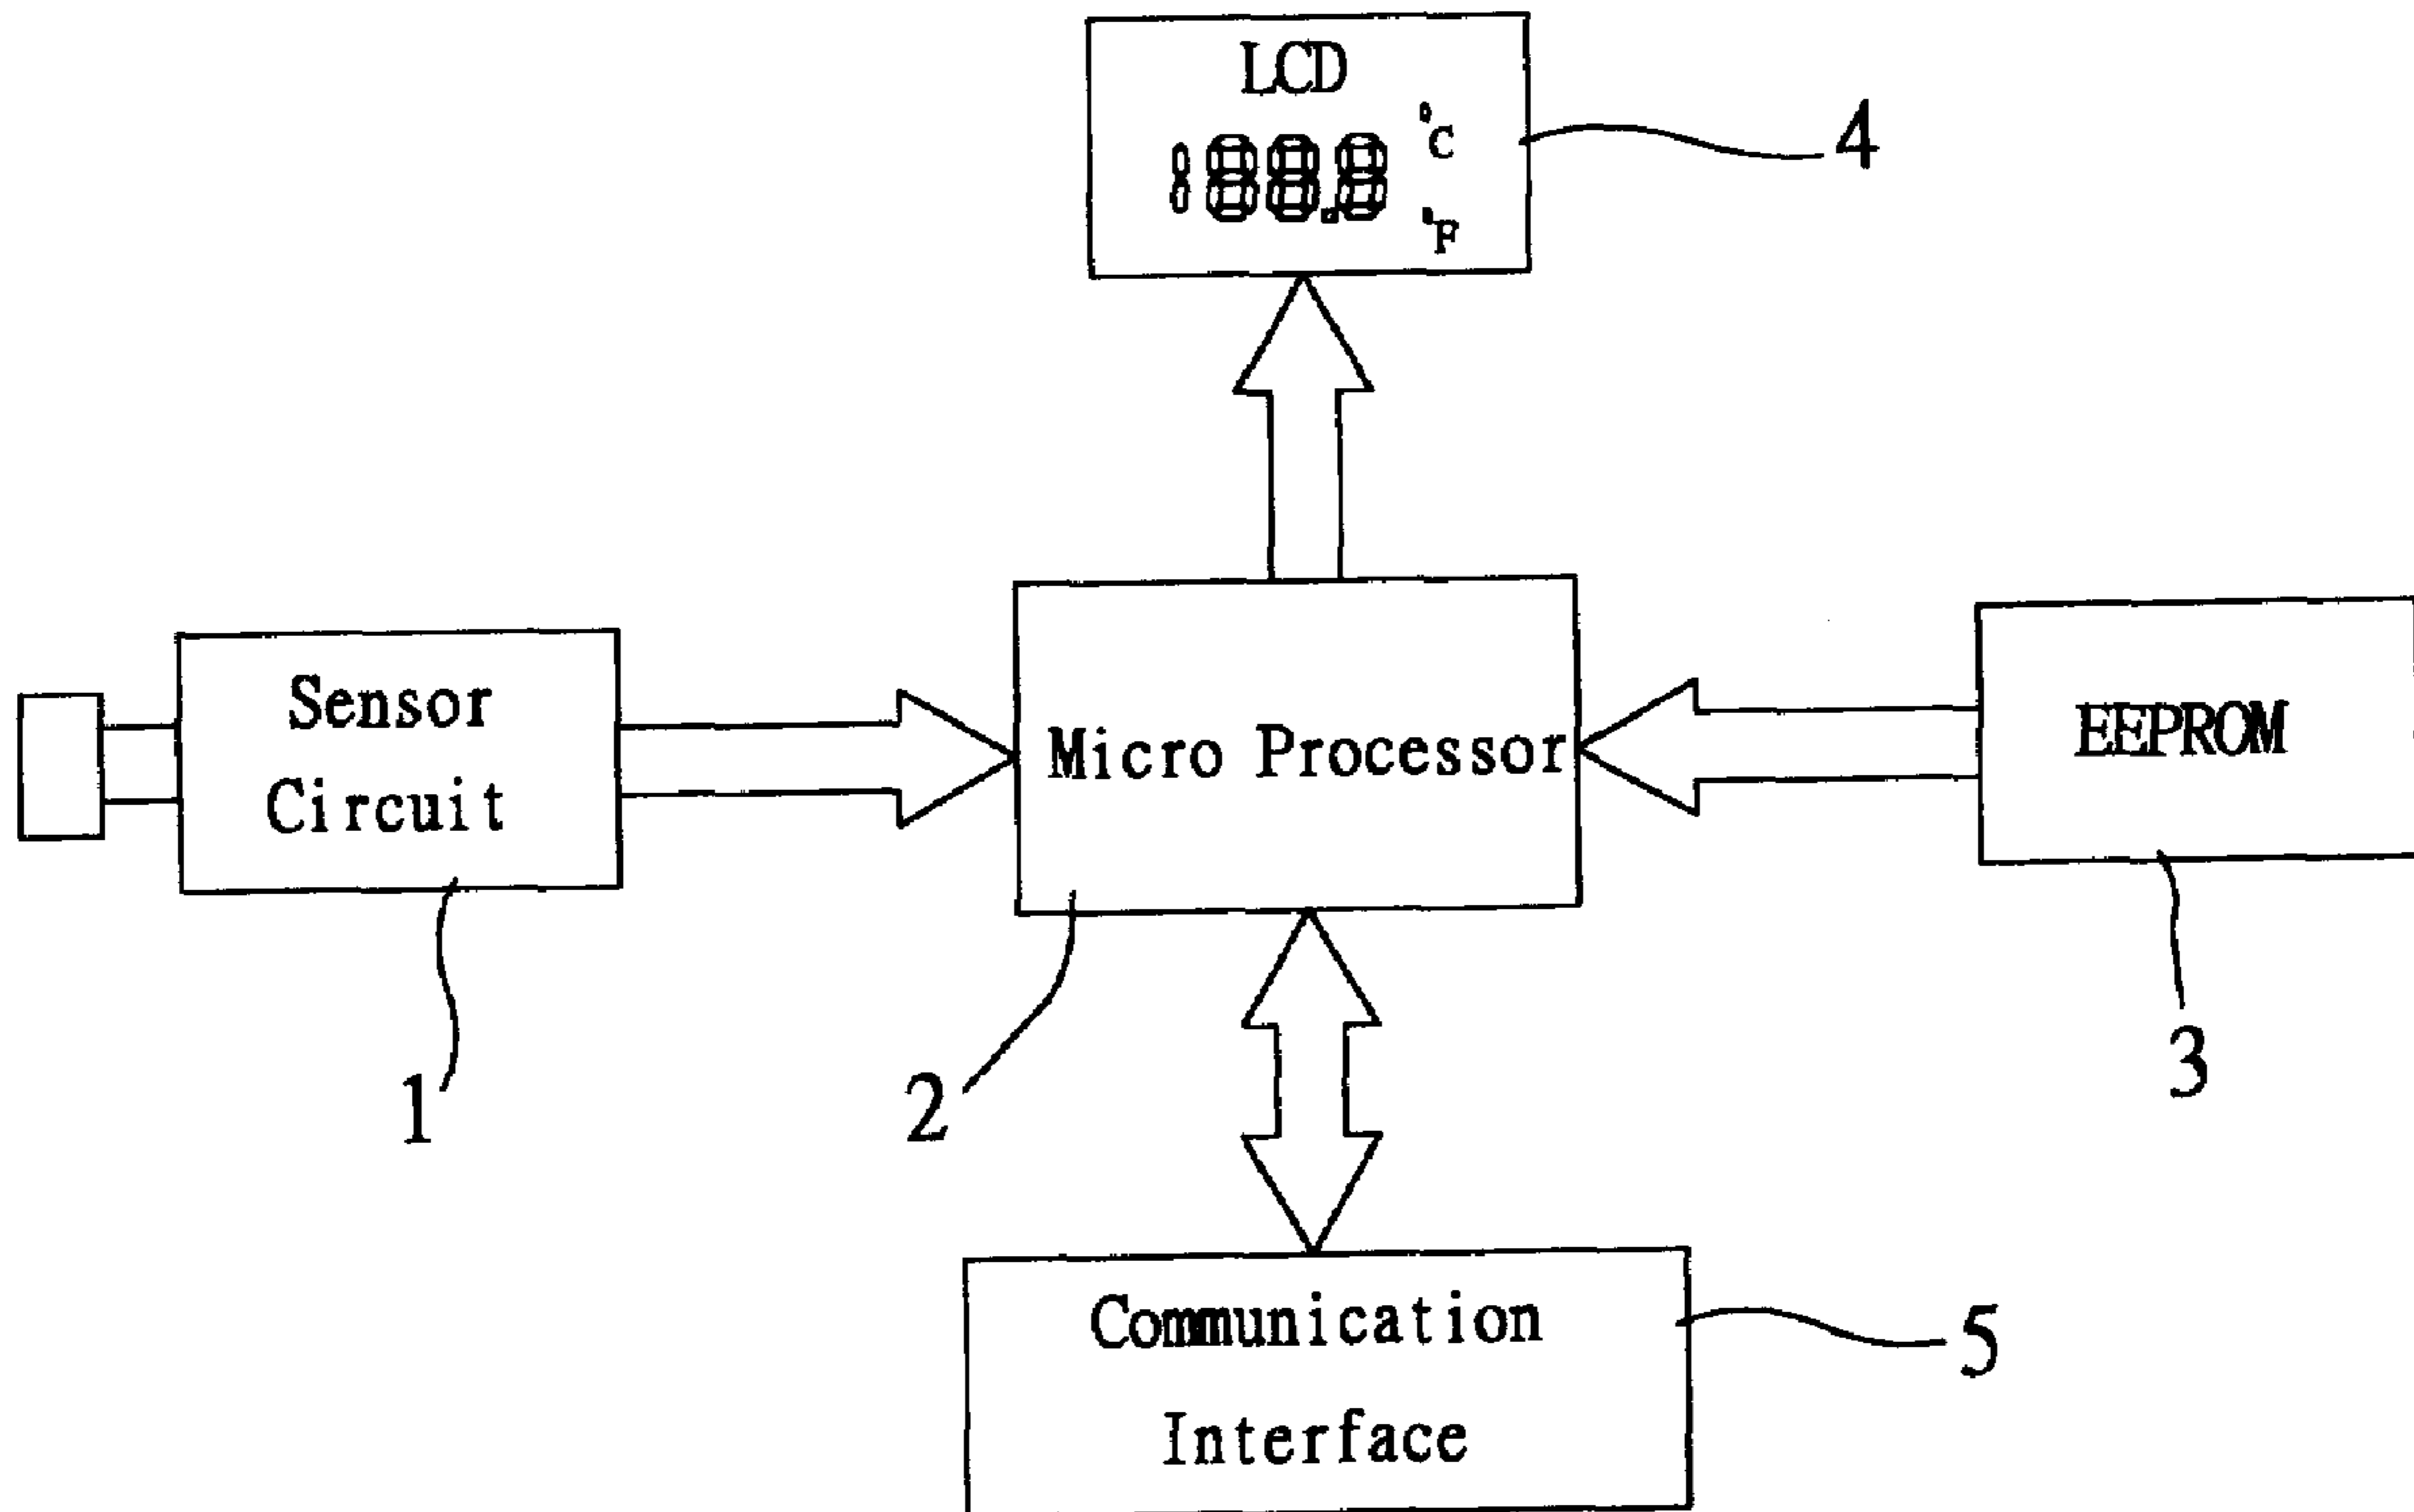 LCD
188.8 °C
°F
4
Sensor
Circuit
Micro Processor
EEPROM
1
2
3
Communication
Interface
5